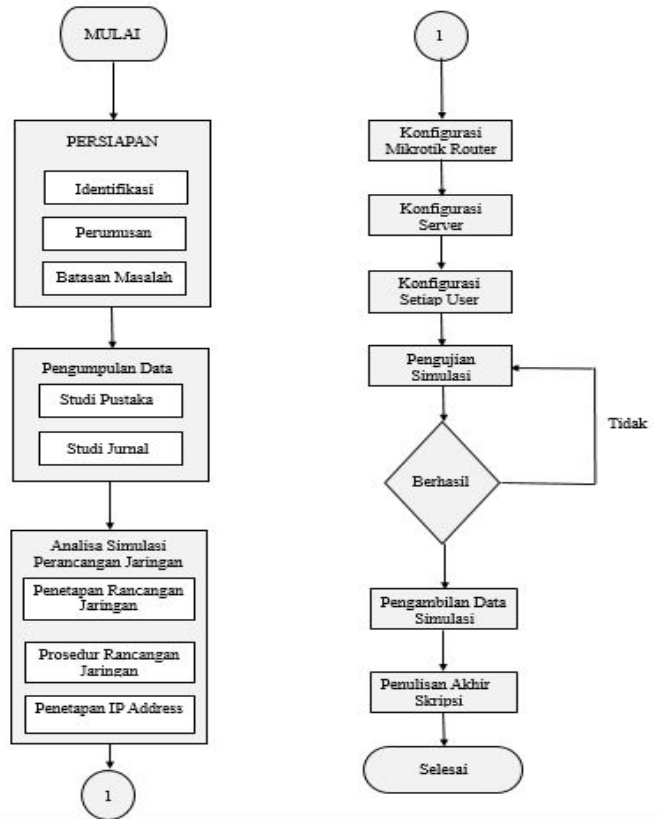 MULAI
PERSIAPAN
Identifikasi
Perumusan
Batasan Masalah
Pengumpulan Data
Studi Pustaka
Studi Jurnal
Analisa Simulasi
Perancangan Jaringan
Penetapan Rancangan
Jaringan
Prosedur Rancangan
Jaringan
Penetapan IP Address
1
1
Konfigurasi
Mikrotik Router
Konfigurasi
Server
Konfigurasi
Setiap User
Pengujian
Simulasi
Tidak
Berhasil
Pengambilan Data
Simulasi
Penulisan Akhir
Skripsi
Selesai